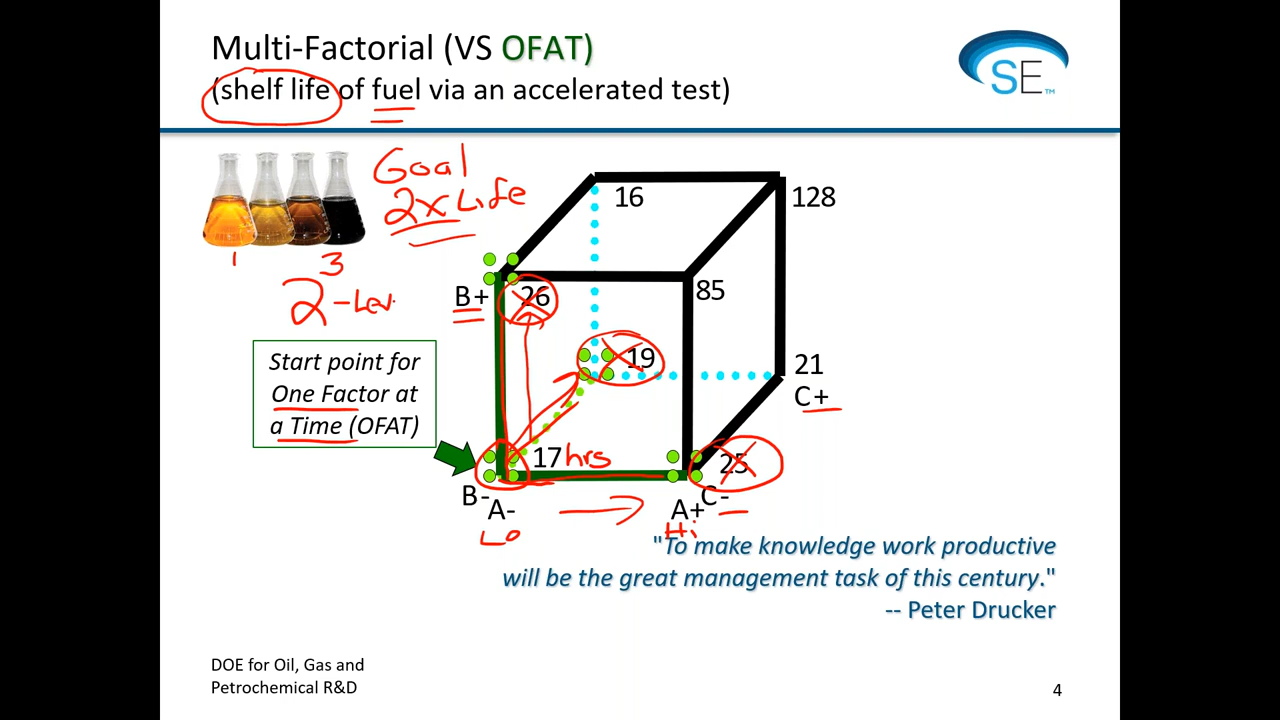 Multi-Factorial (VS OFAT)
(shelf life of fuel via an accelerated test)
SE™
Goal
2x Life
1
3
2-Lev.
16
128
B+
26
85
19
21
C+
Start point for
One Factor at
a Time (OFAT)
17 hrs
25
B-
A-
A+
C-
Lo
Hi
"To make knowledge work productive
will be the great management task of this century."
-- Peter Drucker
DOE for Oil, Gas and
Petrochemical R&D
4